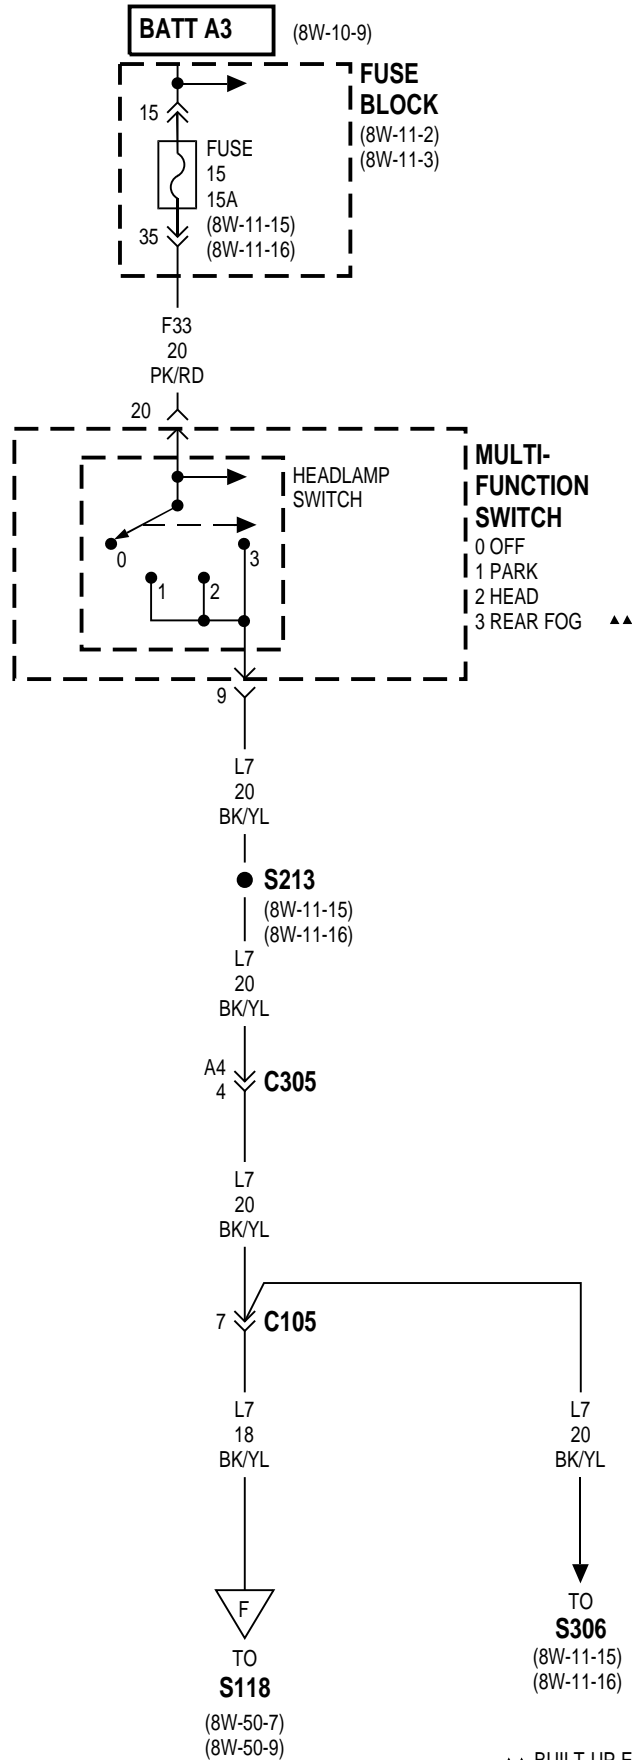 BATT A3
(8W-10-9)
FUSE
BLOCK
(8W-11-2)
(8W-11-3)
15
FUSE
15
15A
(8W-11-15)
(8W-11-16)
35
F33
20
PK/RD
20
MULTI-
FUNCTION
SWITCH
0 OFF
1 PARK
2 HEAD
3 REAR FOG ▲▲
HEADLAMP
SWITCH
0
3
1
2
9
L7
20
BK/YL
S213
(8W-11-15)
(8W-11-16)
L7
20
BK/YL
A4
4
C305
L7
20
BK/YL
7
C105
L7
18
BK/YL
L7
20
BK/YL
F
TO
S118
(8W-50-7)
(8W-50-9)
TO
S306
(8W-11-15)
(8W-11-16)
▲▲ BUILT-UP